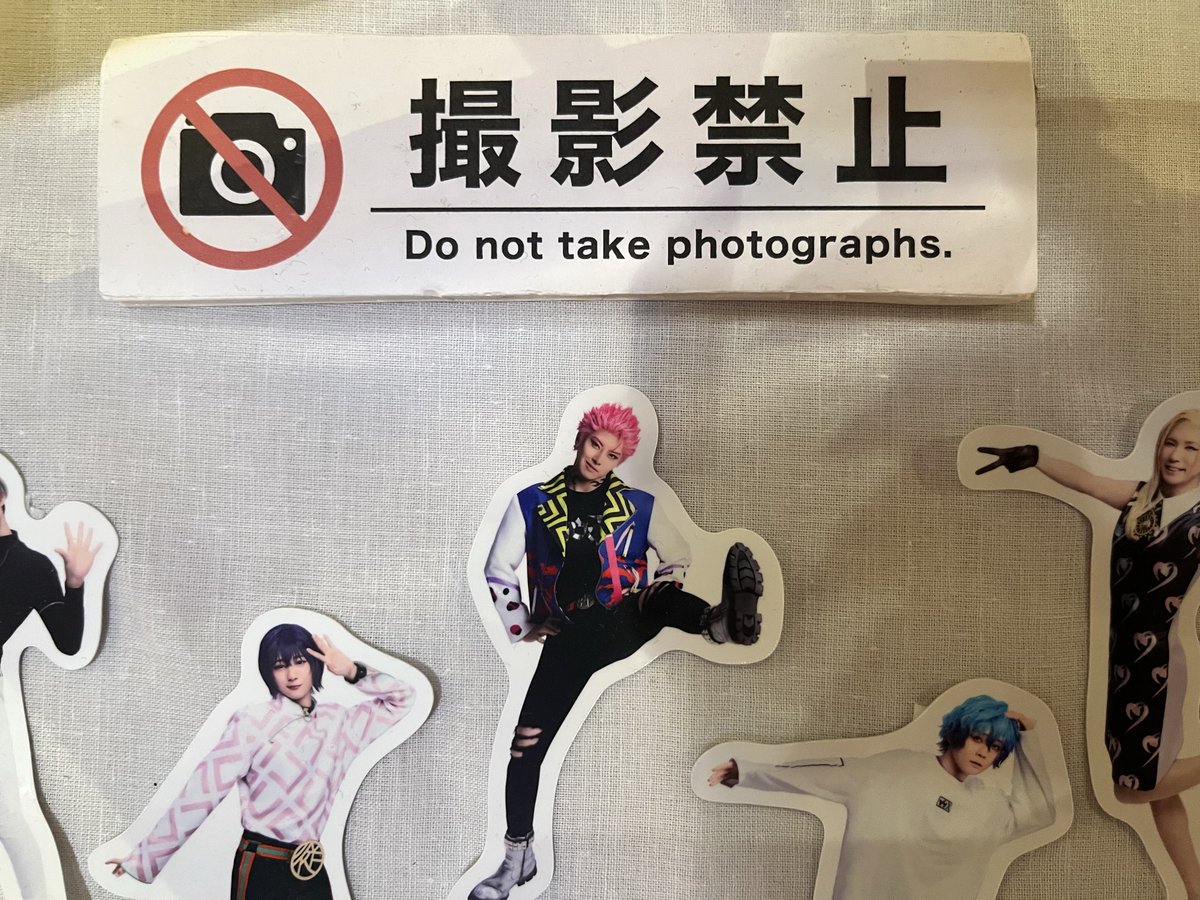 撮影禁止
Do not take photographs.